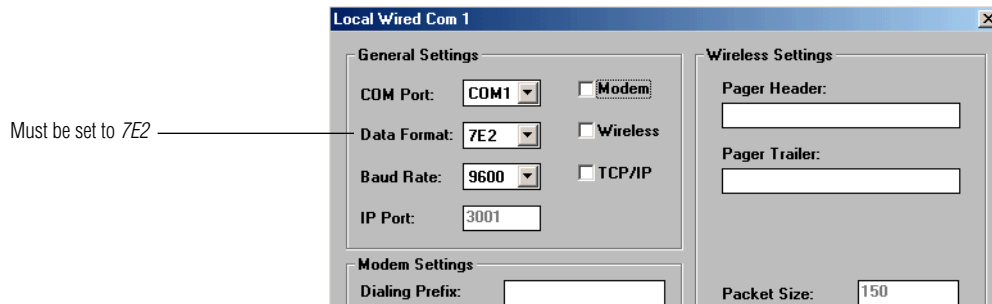 Local Wired Com 1
General Settings
COM Port: COM1
Modem
Must be set to 7E2
Data Format: 7E2
Wireless
Baud Rate: 9600
TCP/IP
IP Port: 3001
Modem Settings
Dialing Prefix:
Wireless Settings
Pager Header:
Pager Trailer:
Packet Size: 150